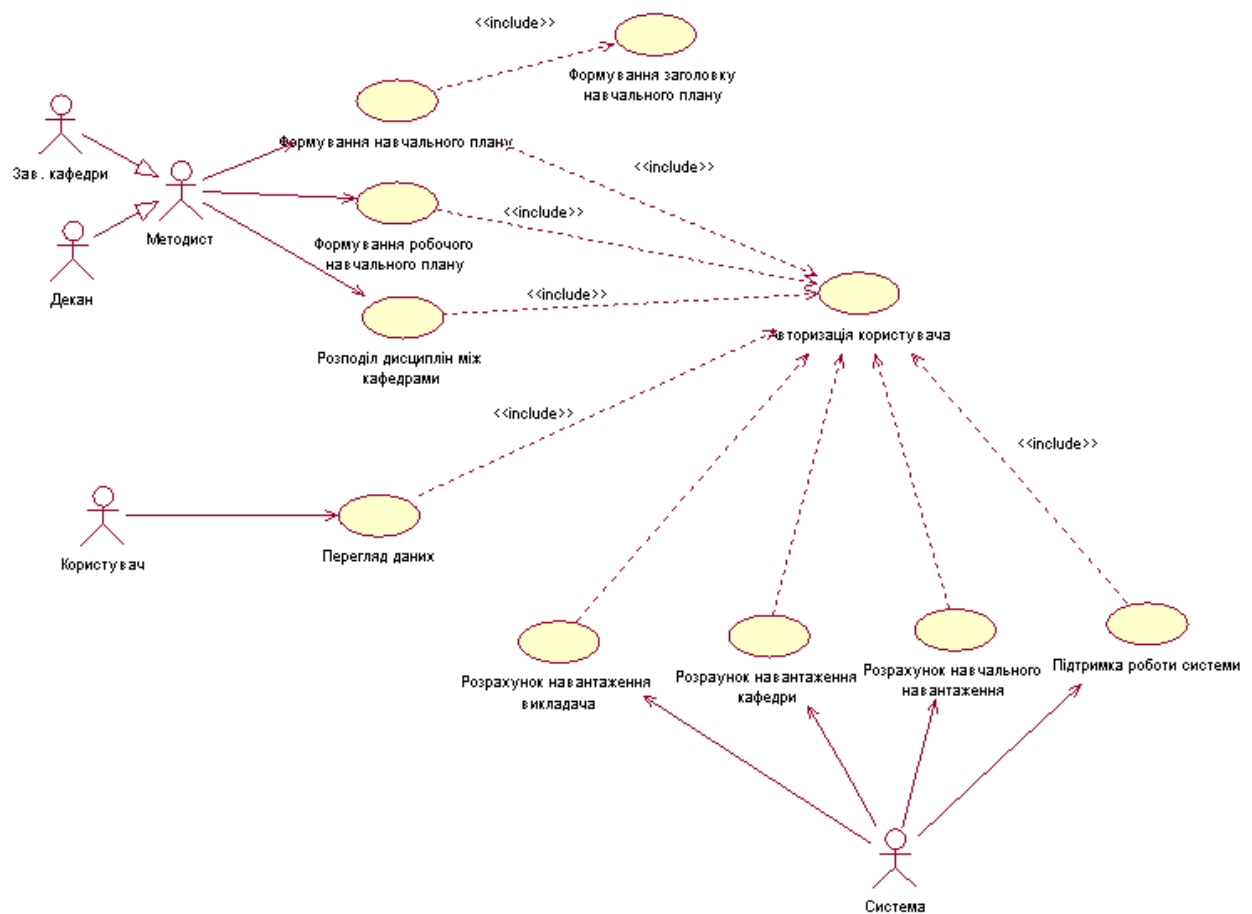 <<include>>
Формування заголовку
навчального плану
Формування навчального плану
<<include>>
Зав. кафедри
Методист
<<include>>
Формування робочого
навчального плану
Декан
<<include>>
Авторизація користувача
Розподіл дисциплін між
кафедрами
<<include>>
<<include>>
Перегляд даних
Користувач
Розрахунок навантаження
викладача
Розраунок навантаження
кафедри
Розрахунок навчального
навантаження
Підтримка роботи системи
Система